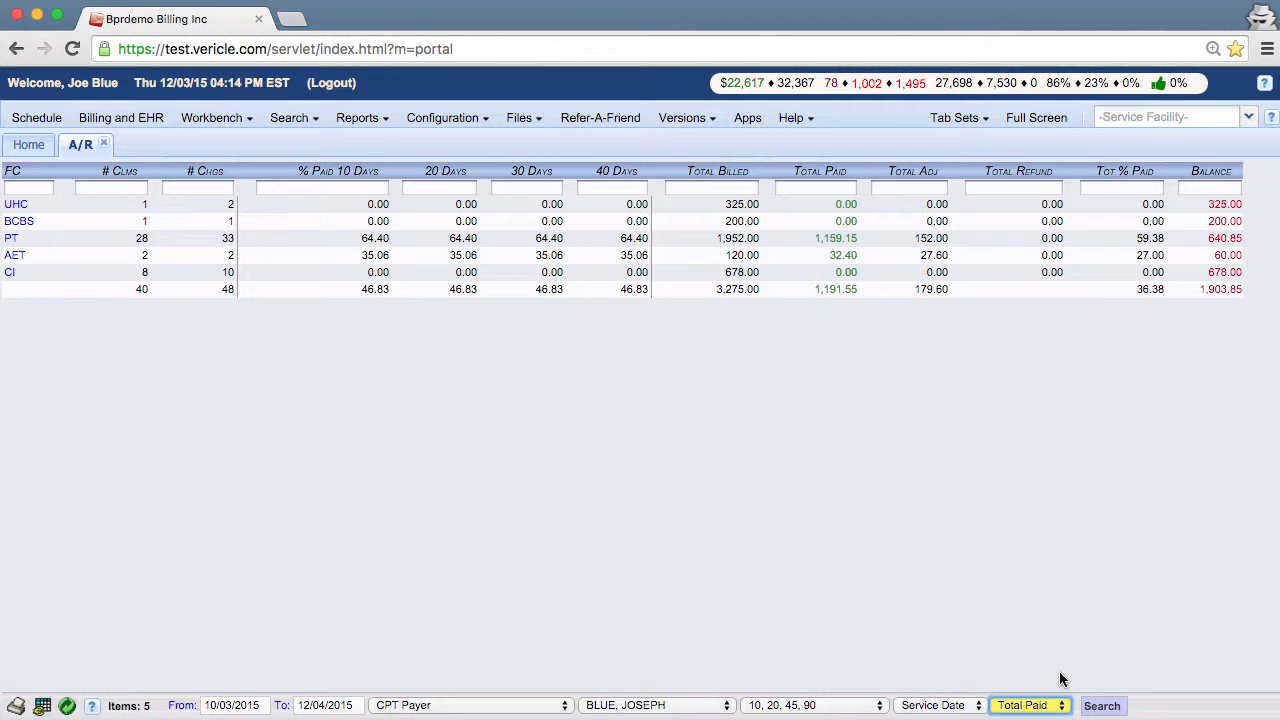 Bprdemo Billing Inc
https://test.vericle.com/servlet/index.html?m=portal
Welcome, Joe Blue Thu 12/03/15 04:14 PM EST (Logout) $22,617 ♦ 32,367 78 ♦ 1,002 ♦ 1,495 27,698 ♦ 7,530 ♦ 0 86% ♦ 23% ♦ 0% 0% ?
Schedule Billing and EHR Workbench Search Reports Configuration Files Refer-A-Friend Versions Apps Help Tab Sets Full Screen -Service Facility- ?
Home A/R
FC # CLMS # CHGS % PAID 10 DAYS 20 DAYS 30 DAYS 40 DAYS TOTAL BILLED TOTAL PAID TOTAL ADJ TOTAL REFUND TOT % PAID BALANCE
UHC 1 2 0.00 0.00 0.00 0.00 325.00 0.00 0.00 0.00 0.00 325.00
BCBS 1 1 0.00 0.00 0.00 0.00 200.00 0.00 0.00 0.00 0.00 200.00
PT 28 33 64.40 64.40 64.40 64.40 1,952.00 1,159.15 152.00 0.00 59.38 640.85
AET 2 2 35.06 35.06 35.06 35.06 120.00 32.40 27.60 0.00 27.00 60.00
CI 8 10 0.00 0.00 0.00 0.00 678.00 0.00 0.00 0.00 0.00 678.00
40 48 46.83 46.83 46.83 46.83 3,275.00 1,191.55 179.60 36.38 1,903.85
? Items: 5 From: 10/03/2015 To: 12/04/2015 CPT Payer BLUE, JOSEPH 10, 20, 45, 90 Service Date Total Paid Search